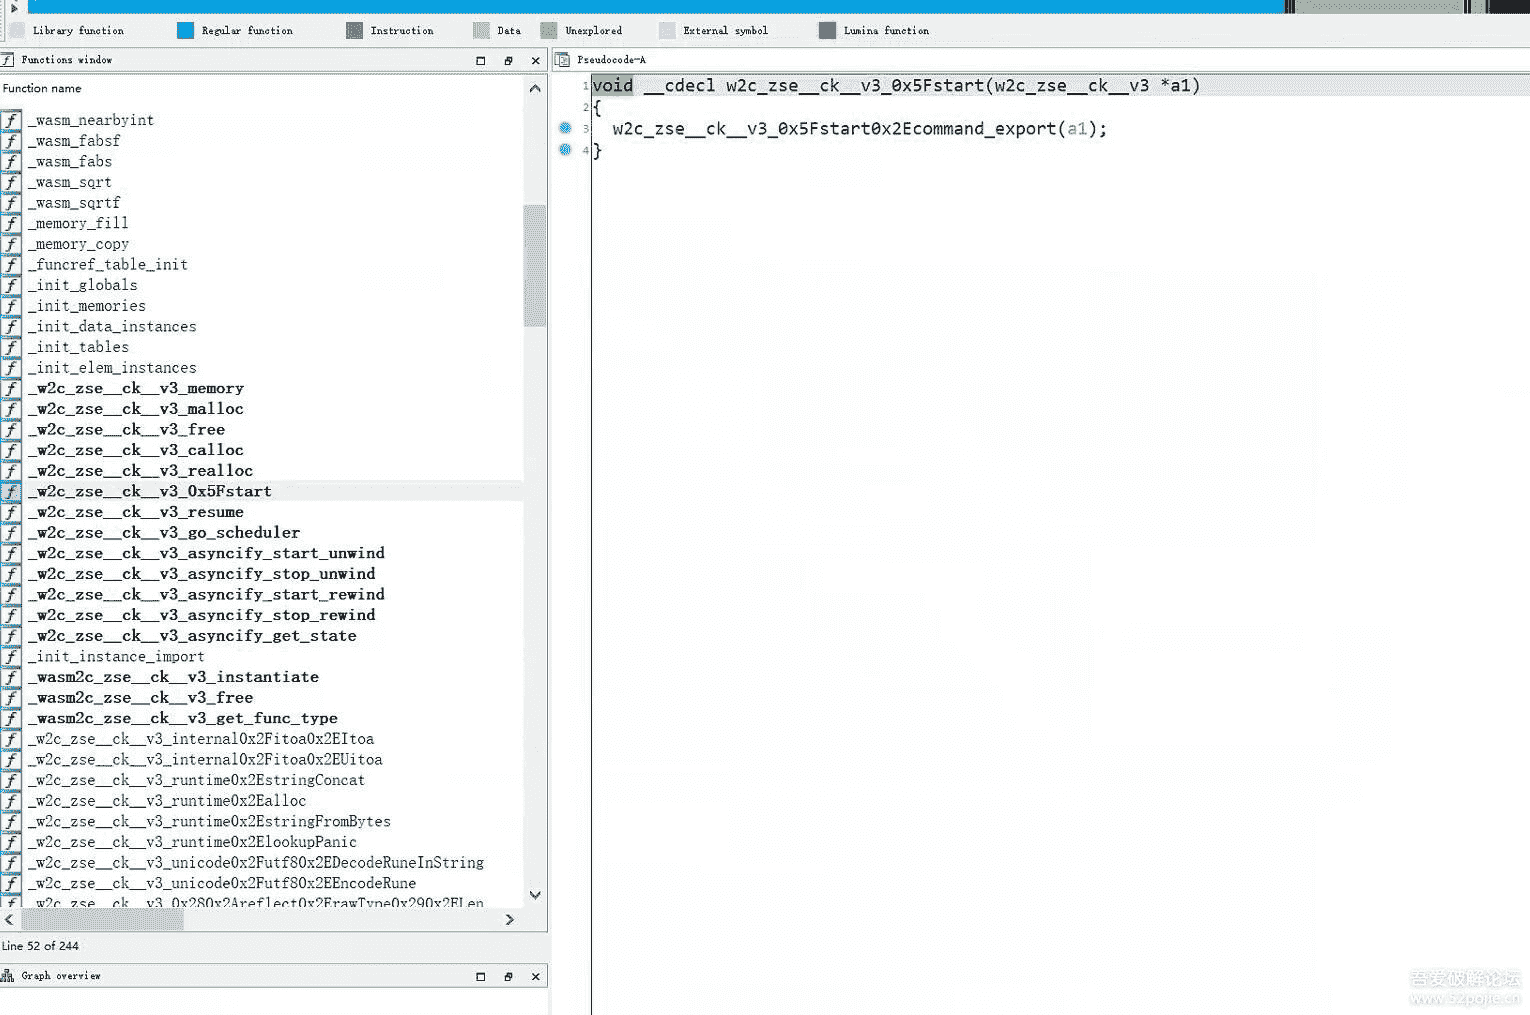 Library function Regular function Instruction Data Unexplored External symbol Lumina function
Functions window
Function name
_wasm_nearbyint
_wasm_fabsf
_wasm_fabs
_wasm_sqrt
_wasm_sqrtf
_memory_fill
_memory_copy
_funcref_table_init
_init_globals
_init_memories
_init_data_instances
_init_tables
_init_elem_instances
_w2c_zse__ck__v3_memory
_w2c_zse__ck__v3_malloc
_w2c_zse__ck__v3_free
_w2c_zse__ck__v3_calloc
_w2c_zse__ck__v3_realloc
_w2c_zse__ck__v3_0x5Fstart
_w2c_zse__ck__v3_resume
_w2c_zse__ck__v3_go_scheduler
_w2c_zse__ck__v3_asyncify_start_unwind
_w2c_zse__ck__v3_asyncify_stop_unwind
_w2c_zse__ck__v3_asyncify_start_rewind
_w2c_zse__ck__v3_asyncify_stop_rewind
_w2c_zse__ck__v3_asyncify_get_state
_init_instance_import
_wasm2c_zse__ck__v3_instantiate
_wasm2c_zse__ck__v3_free
_wasm2c_zse__ck__v3_get_func_type
_w2c_zse__ck__v3_internal0x2Fitoa0x2EItoa
_w2c_zse__ck__v3_internal0x2Fitoa0x2EUitoa
_w2c_zse__ck__v3_runtime0x2EstringConcat
_w2c_zse__ck__v3_runtime0x2Ealloc
_w2c_zse__ck__v3_runtime0x2EstringFromBytes
_w2c_zse__ck__v3_runtime0x2ElookupPanic
_w2c_zse__ck__v3_unicode0x2Futf80x2EDecodeRuneInString
_w2c_zse__ck__v3_unicode0x2Futf80x2EEncodeRune
_w2c_zse__ck__v3_0x280x2Areflect0x2ErawType0x290x2ELen
Line 52 of 244
Graph overview
Pseudocode-A
1 void __cdecl w2c_zse__ck__v3_0x5Fstart(w2c_zse__ck__v3 *a1)
2 {
3 w2c_zse__ck__v3_0x5Fstart0x2Ecommand_export(a1);
4 }
吾爱破解论坛
www.52pojie.cn